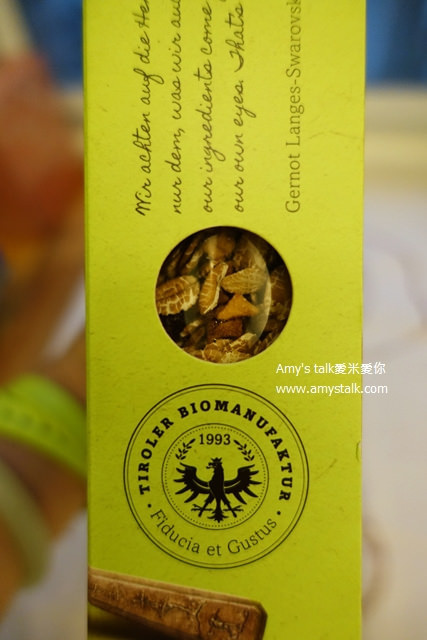 Wir achten auf die He
nur dem, was wir au
our ingredients come
our own eyes. That's
Gernot Langes-Swarovsk
Amy's talk愛米愛你
www.amystalk.com
• TIROLER BIOMANUFAKTUR •
1993
Fiducia et Gustus